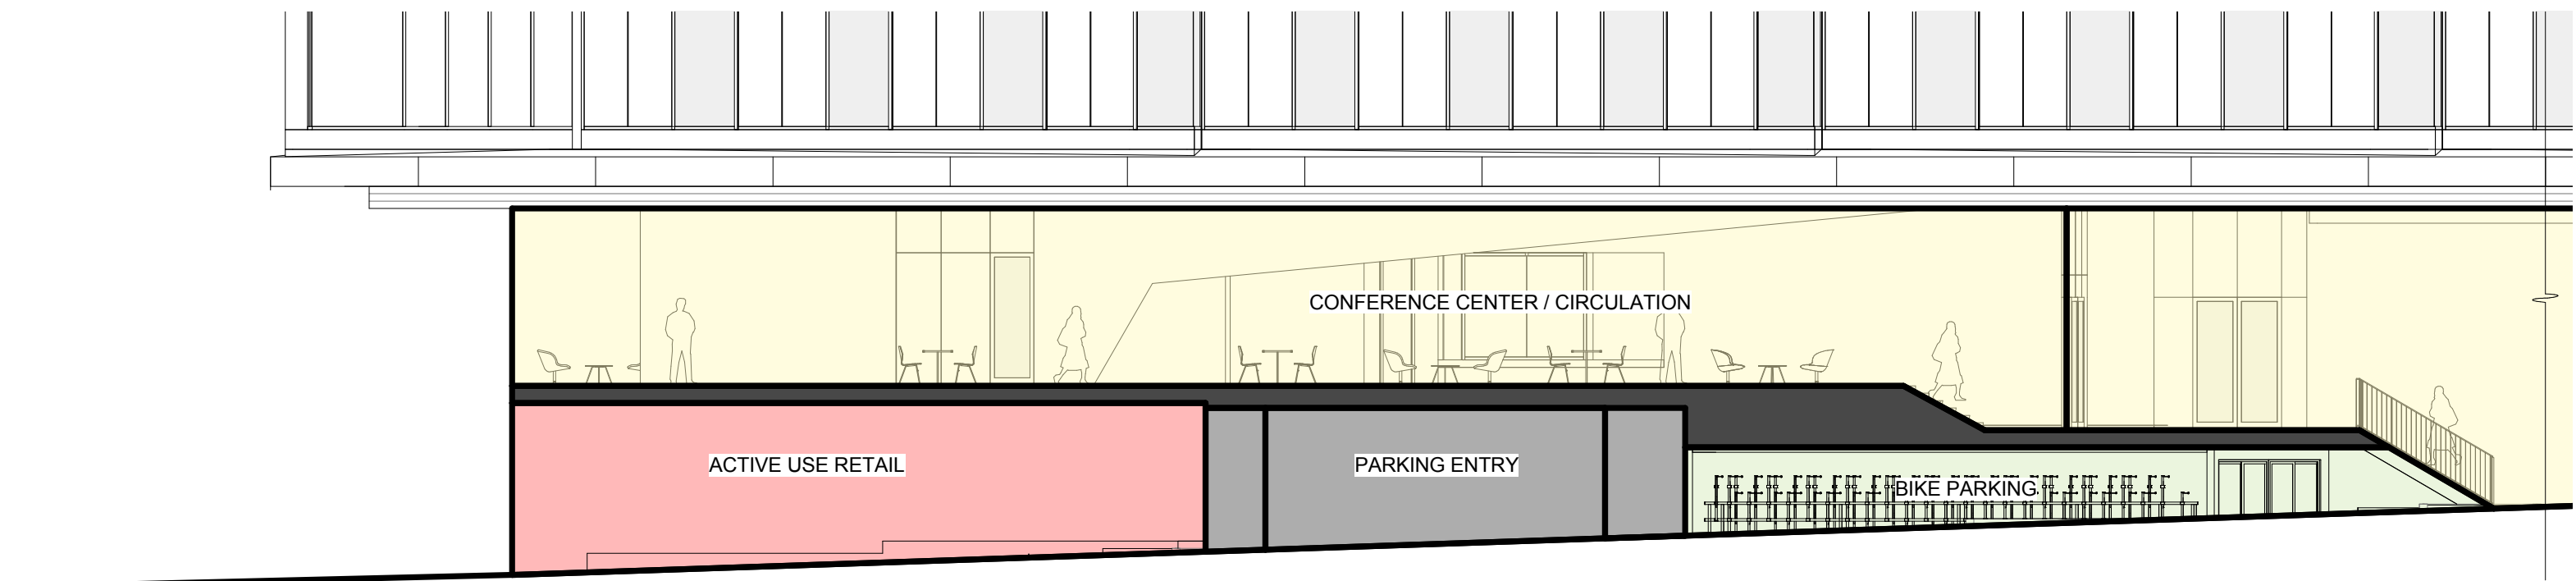 CONFERENCE CENTER / CIRCULATION
ACTIVE USE RETAIL
PARKING ENTRY
BIKE PARKING